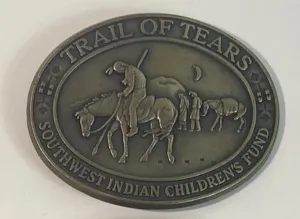 TRAIL OF TEARS
SOUTHWEST INDIAN CHILDREN'S FUND